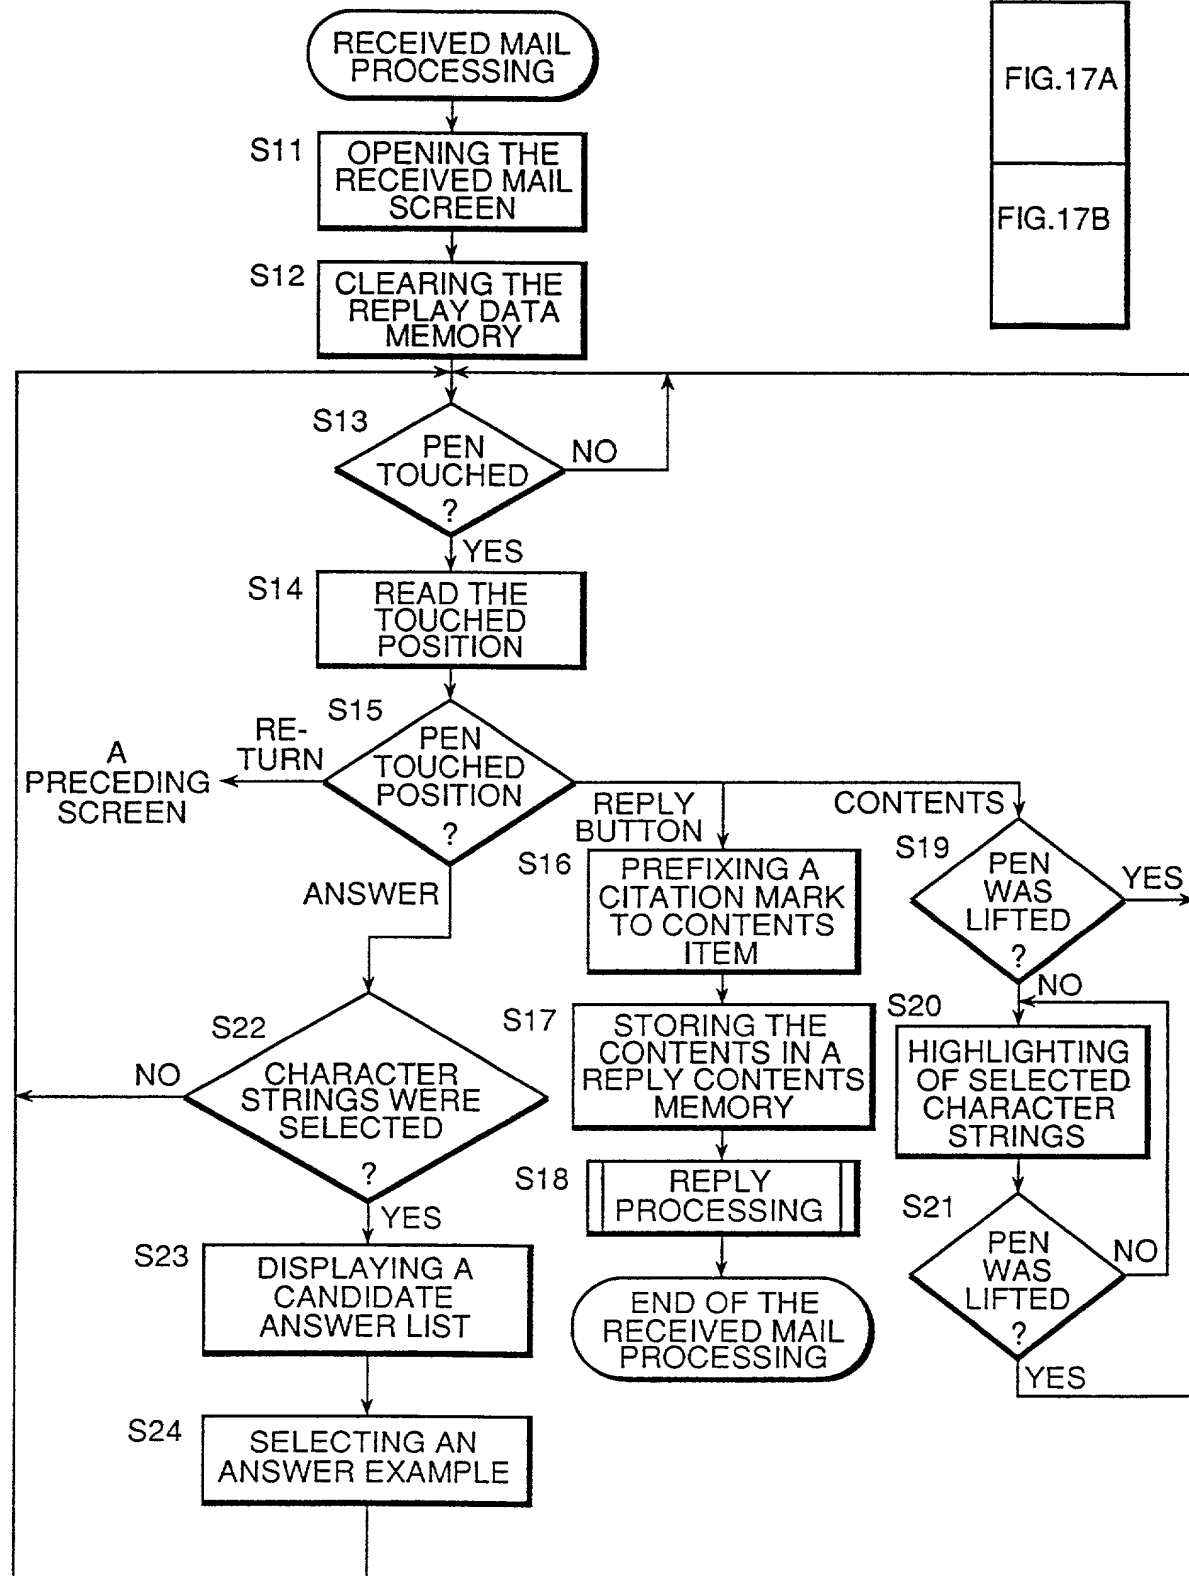 RECEIVED MAIL
PROCESSING
FIG.17A
FIG.17B
S11
OPENING THE
RECEIVED MAIL
SCREEN
S12
CLEARING THE
REPLAY DATA
MEMORY
S13
PEN
TOUCHED
?
NO
YES
S14
READ THE
TOUCHED
POSITION
S15
PEN
TOUCHED
POSITION
?
RE-
TURN
A
PRECEDING
SCREEN
REPLY
BUTTON
CONTENTS
ANSWER
S16
PREFIXING A
CITATION MARK
TO CONTENTS
ITEM
S17
STORING THE
CONTENTS IN A
REPLY CONTENTS
MEMORY
S18
REPLY
PROCESSING
END OF THE
RECEIVED MAIL
PROCESSING
S19
PEN
WAS
LIFTED
?
YES
NO
S20
HIGHLIGHTING
OF SELECTED
CHARACTER
STRINGS
S21
PEN
WAS
LIFTED
?
NO
YES
S22
CHARACTER
STRINGS WERE
SELECTED
?
NO
YES
S23
DISPLAYING A
CANDIDATE
ANSWER LIST
S24
SELECTING AN
ANSWER EXAMPLE